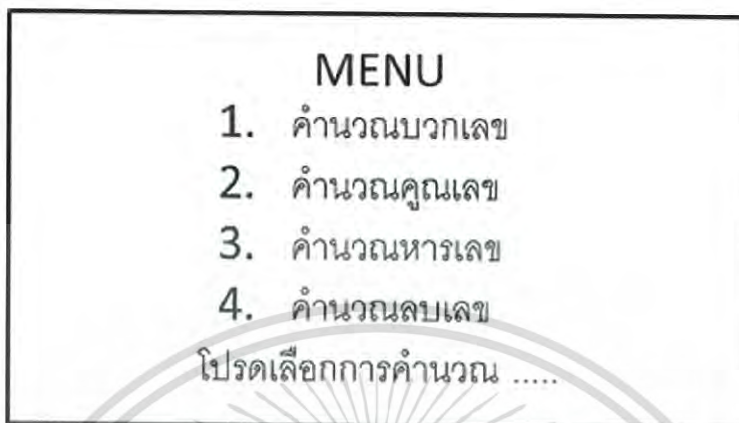 MENU
1. คำนวณบวกเลข
2. คำนวณคูณเลข
3. คำนวณหารเลข
4. คำนวณลบเลข
โปรดเลือกการคำนวณ .....